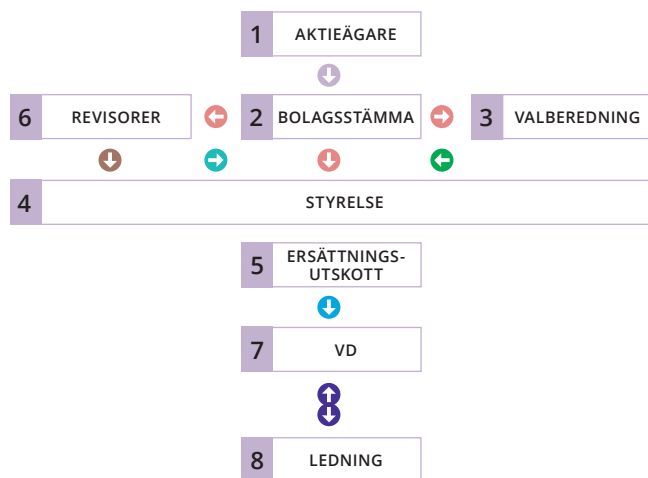 1 AKTIEÄGARE
6 REVISORER
2 BOLAGSSTÄMMA
3 VALBEREDNING
4 STYRELSE
5 ERSÄTTNINGS-
UTSKOTT
7 VD
8 LEDNING